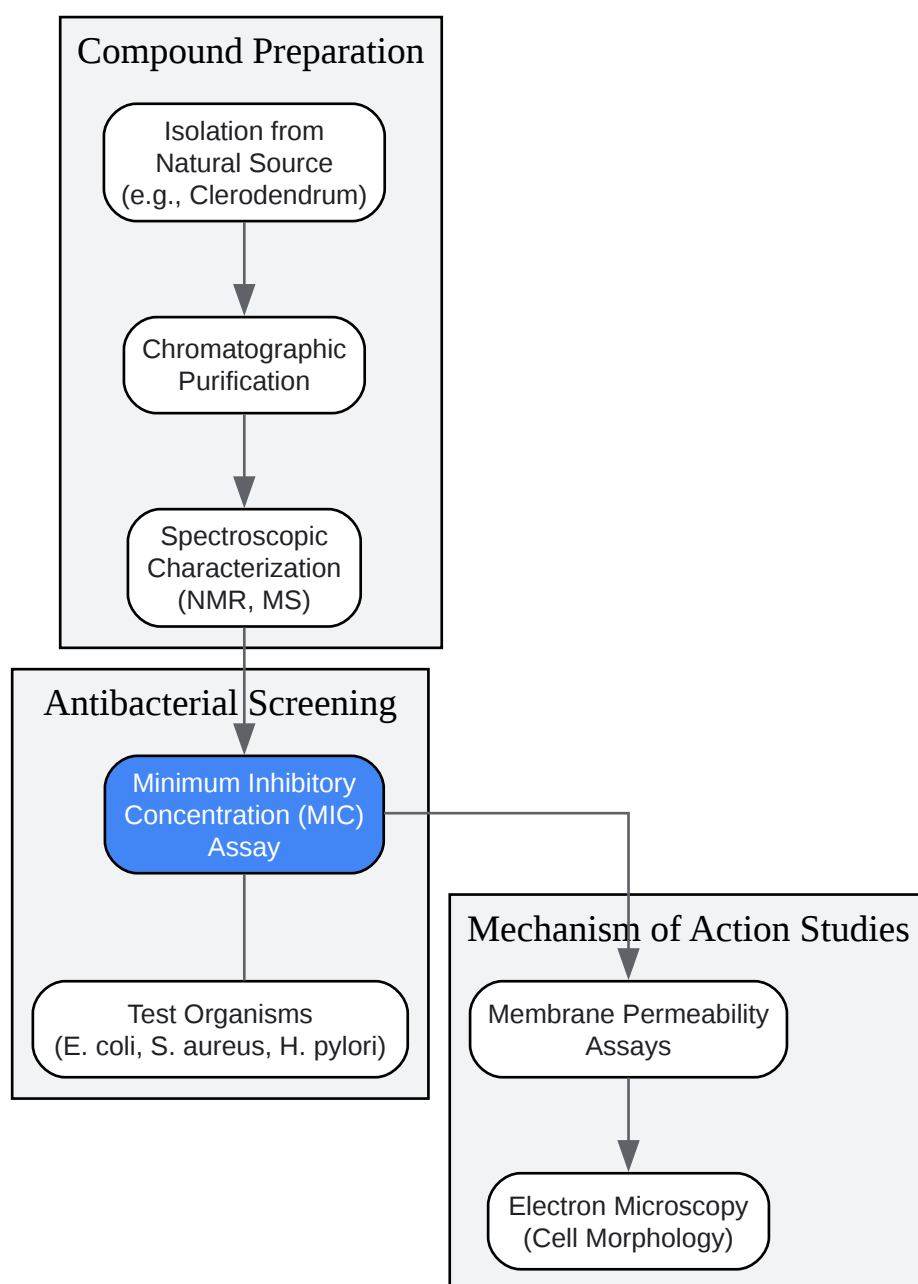 Compound Preparation
Isolation from
Natural Source
(e.g., Clerodendrum)
Chromatographic
Purification
Spectroscopic
Characterization
(NMR, MS)
Antibacterial Screening
Minimum Inhibitory
Concentration (MIC)
Assay
Test Organisms
(E. coli, S. aureus, H. pylori)
Mechanism of Action Studies
Membrane Permeability
Assays
Electron Microscopy
(Cell Morphology)